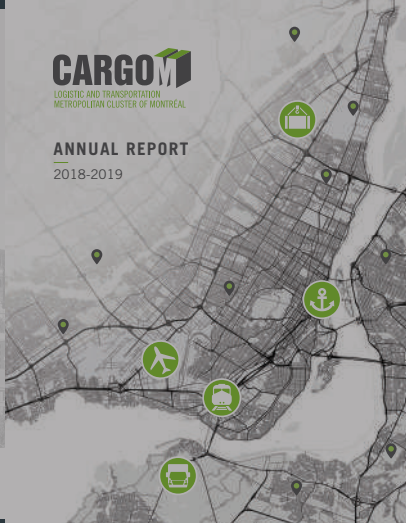 CARGOM
LOGISTIC AND TRANSPORTATION
METROPOLITAN CLUSTER OF MONTRÉAL
ANNUAL REPORT
2018-2019